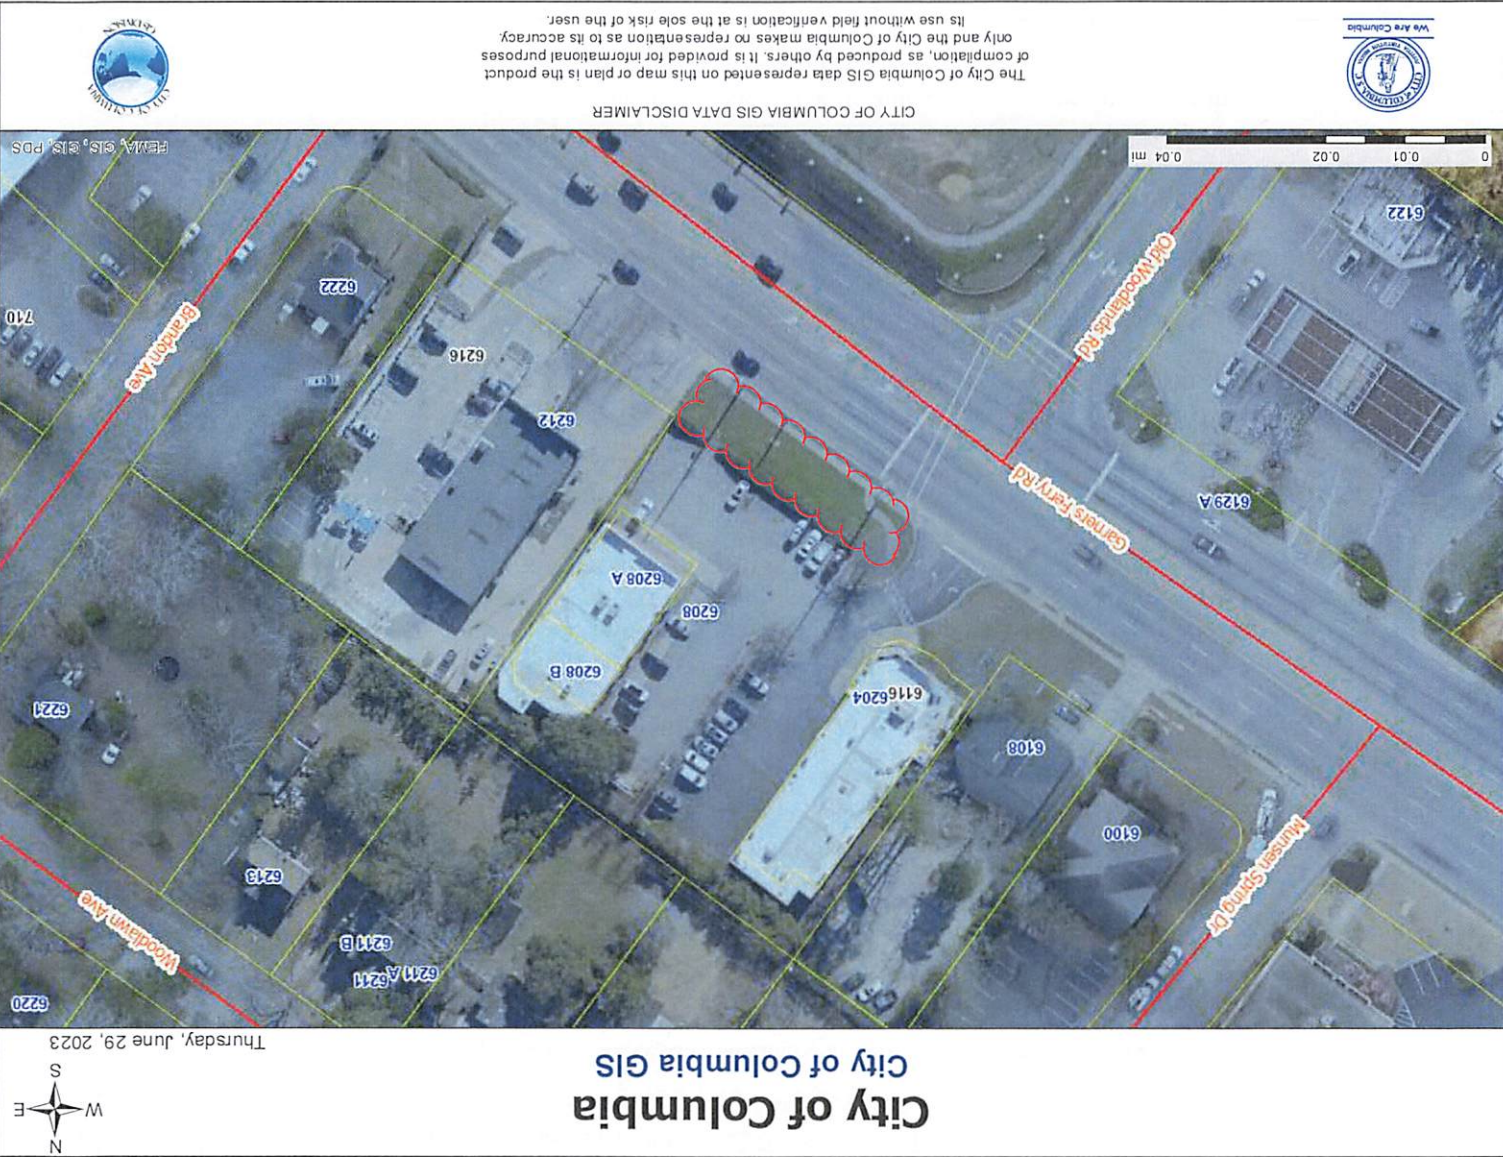 City of Columbia
City of Columbia GIS
N
W
E
S
Thursday, June 29, 2023
6220
Woodlawn Ave
6211 A
6211
6211 B
6213
6221
Munsen Spring Dr
6100
6108
6116
6204
6208 B
6208
6208 A
6129 A
Garners Ferry Rd
6212
6216
Brandon Ave
710
6222
Old Woodlands Rd
6122
0
0.01
0.02
0.04 mi
FEMA, GIS, GIS, PDS
CITY OF COLUMBIA GIS DATA DISCLAIMER
The City of Columbia GIS data represented on this map or plan is the product
of compilation, as produced by others. It is provided for informational purposes
only and the City of Columbia makes no representation as to its accuracy.
Its use without field verification is at the sole risk of the user.
We Are Columbia